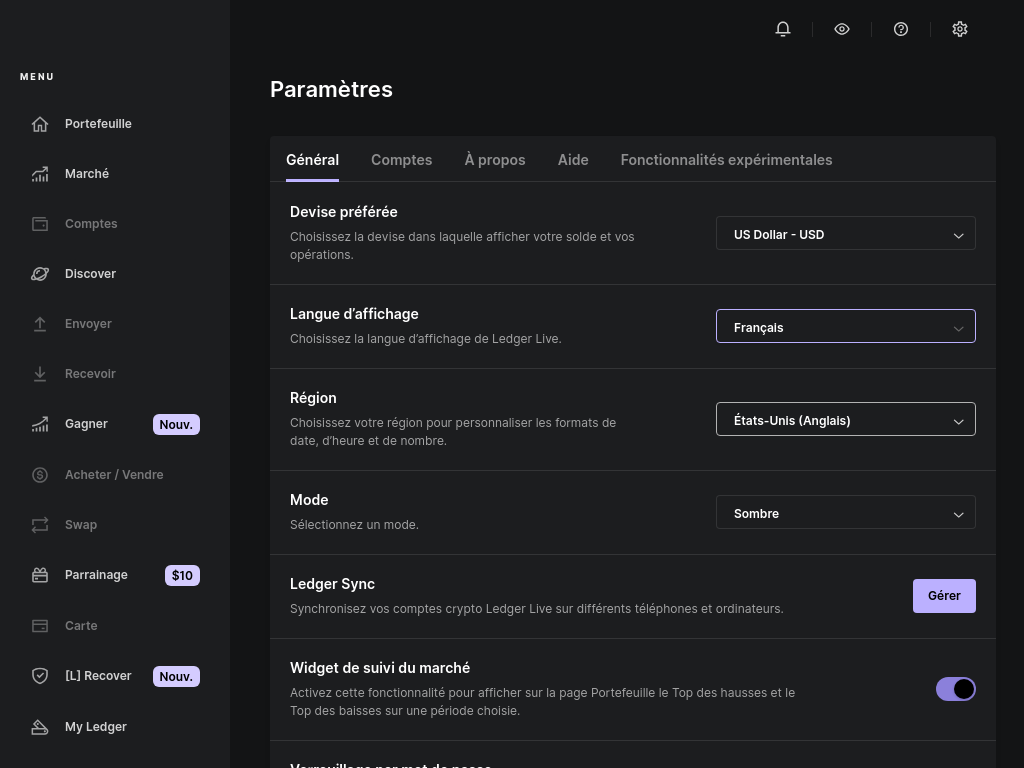 MENU
Portefeuille
Marché
Comptes
Discover
Envoyer
Recevoir
Gagner
Nouv.
Acheter / Vendre
Swap
Parrainage
$10
Carte
[L] Recover
Nouv.
My Ledger
Paramètres
Général
Comptes
À propos
Aide
Fonctionnalités expérimentales
Devise préférée
Choisissez la devise dans laquelle afficher votre solde et vos
opérations.
US Dollar - USD
Langue d’affichage
Choisissez la langue d’affichage de Ledger Live.
Français
Région
Choisissez votre région pour personnaliser les formats de
date, d’heure et de nombre.
États-Unis (Anglais)
Mode
Sélectionnez un mode.
Sombre
Ledger Sync
Synchronisez vos comptes crypto Ledger Live sur différents téléphones et ordinateurs.
Gérer
Widget de suivi du marché
Activez cette fonctionnalité pour afficher sur la page Portefeuille le Top des hausses et le
Top des baisses sur une période choisie.
Verrouillage par mot de passe